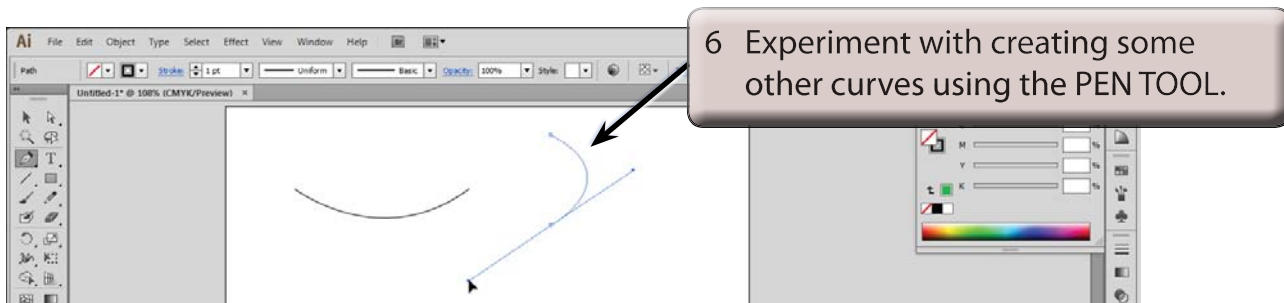 Ai File Edit Object Type Select Effect View Window Help Br
6 Experiment with creating some
other curves using the PEN TOOL.
Path Stroke: 1 pt Uniform Basic Opacity: 100% Style:
Untitled-1* @ 108% (CMYK/Preview) ×
T
M %
Y %
K %